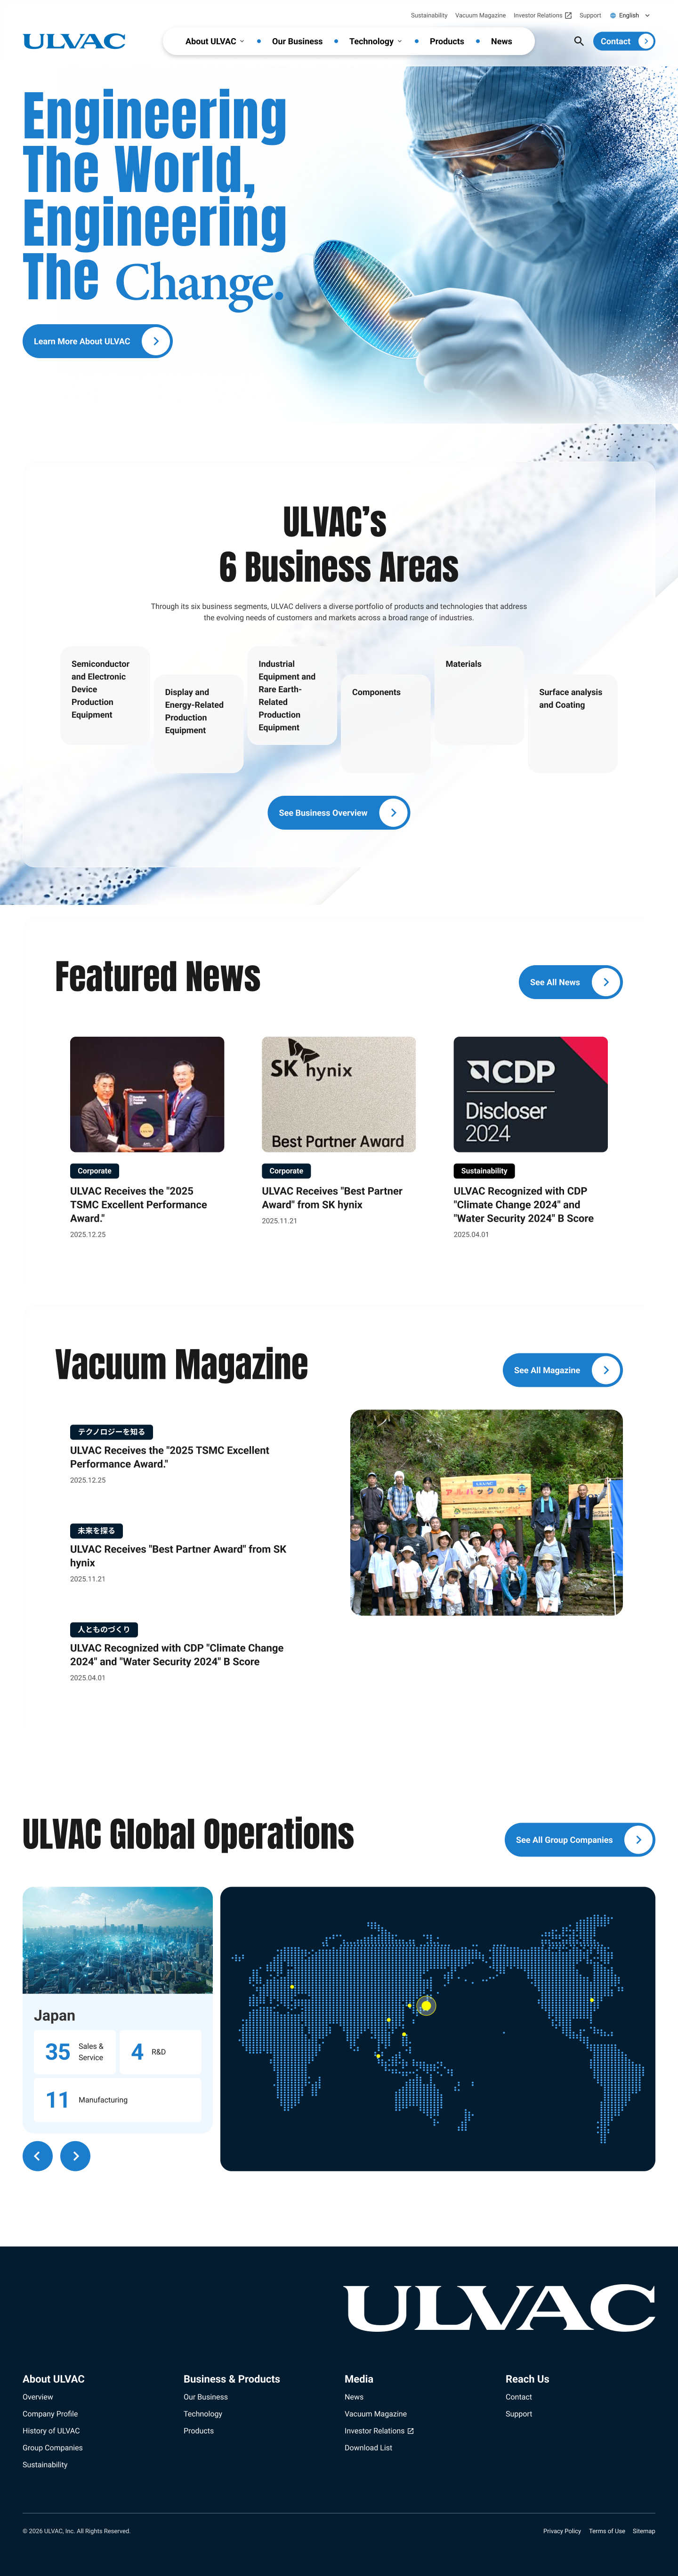 Sustainability Vacuum Magazine Investor Relations Support English
ULVAC
About ULVAC Our Business Technology Products News
Contact
Engineering
The World,
Engineering
The Change.
Learn More About ULVAC
ULVAC's
6 Business Areas
Through its six business segments, ULVAC delivers a diverse portfolio of products and technologies that address
the evolving needs of customers and markets across a broad range of industries.
Semiconductor
and Electronic
Device
Production
Equipment
Display and
Energy-Related
Production
Equipment
Industrial
Equipment and
Rare Earth-
Related
Production
Equipment
Components
Materials
Surface analysis
and Coating
See Business Overview
Featured News
See All News
Corporate
ULVAC Receives the "2025
TSMC Excellent Performance
Award."
2025.12.25
SK hynix
Best Partner Award
Corporate
ULVAC Receives "Best Partner
Award" from SK hynix
2025.11.21
CDP
Discloser
2024
Sustainability
ULVAC Recognized with CDP
"Climate Change 2024" and
"Water Security 2024" B Score
2025.04.01
Vacuum Magazine
See All Magazine
テクノロジーを知る
ULVAC Receives the "2025 TSMC Excellent
Performance Award."
2025.12.25
未来を探る
ULVAC Receives "Best Partner Award" from SK
hynix
2025.11.21
人とものづくり
ULVAC Recognized with CDP "Climate Change
2024" and "Water Security 2024" B Score
2025.04.01
アルバックの森
ULVAC Global Operations
See All Group Companies
Japan
35 Sales &
Service
4 R&D
11 Manufacturing
ULVAC
About ULVAC
Overview
Company Profile
History of ULVAC
Group Companies
Sustainability
Business & Products
Our Business
Technology
Products
Media
News
Vacuum Magazine
Investor Relations
Download List
Reach Us
Contact
Support
© 2026 ULVAC, Inc. All Rights Reserved.
Privacy Policy Terms of Use Sitemap